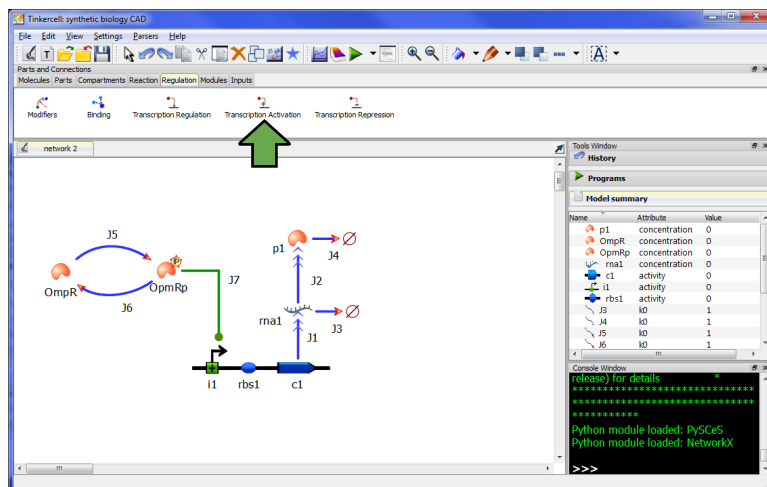 Tinkercell: synthetic biology CAD
File Edit View Settings Parsers Help
Parts and Connections
Molecules Parts Compartments Reaction Regulation Modules Inputs
Modifiers Binding Transcription Regulation Transcription Activation Transcription Repression
network 2
Tools Window
History
Programs
Model summary
Name Attribute Value
p1 concentration 0
OmpR concentration 0
OpmRp concentration 0
rna1 concentration 0
c1 activity 0
i1 activity 0
rbs1 activity 0
J3 k0 1
J4 k0 1
J5 k0 1
J6 k0 1
J5
OmpR
OpmRp
P
J6
J7
p1
J4
J2
rna1
J3
J1
i1 rbs1 c1
Console Window
release) for details *
******************************
******************************
***********
Python module loaded: PySCeS
Python module loaded: NetworkX
>>>